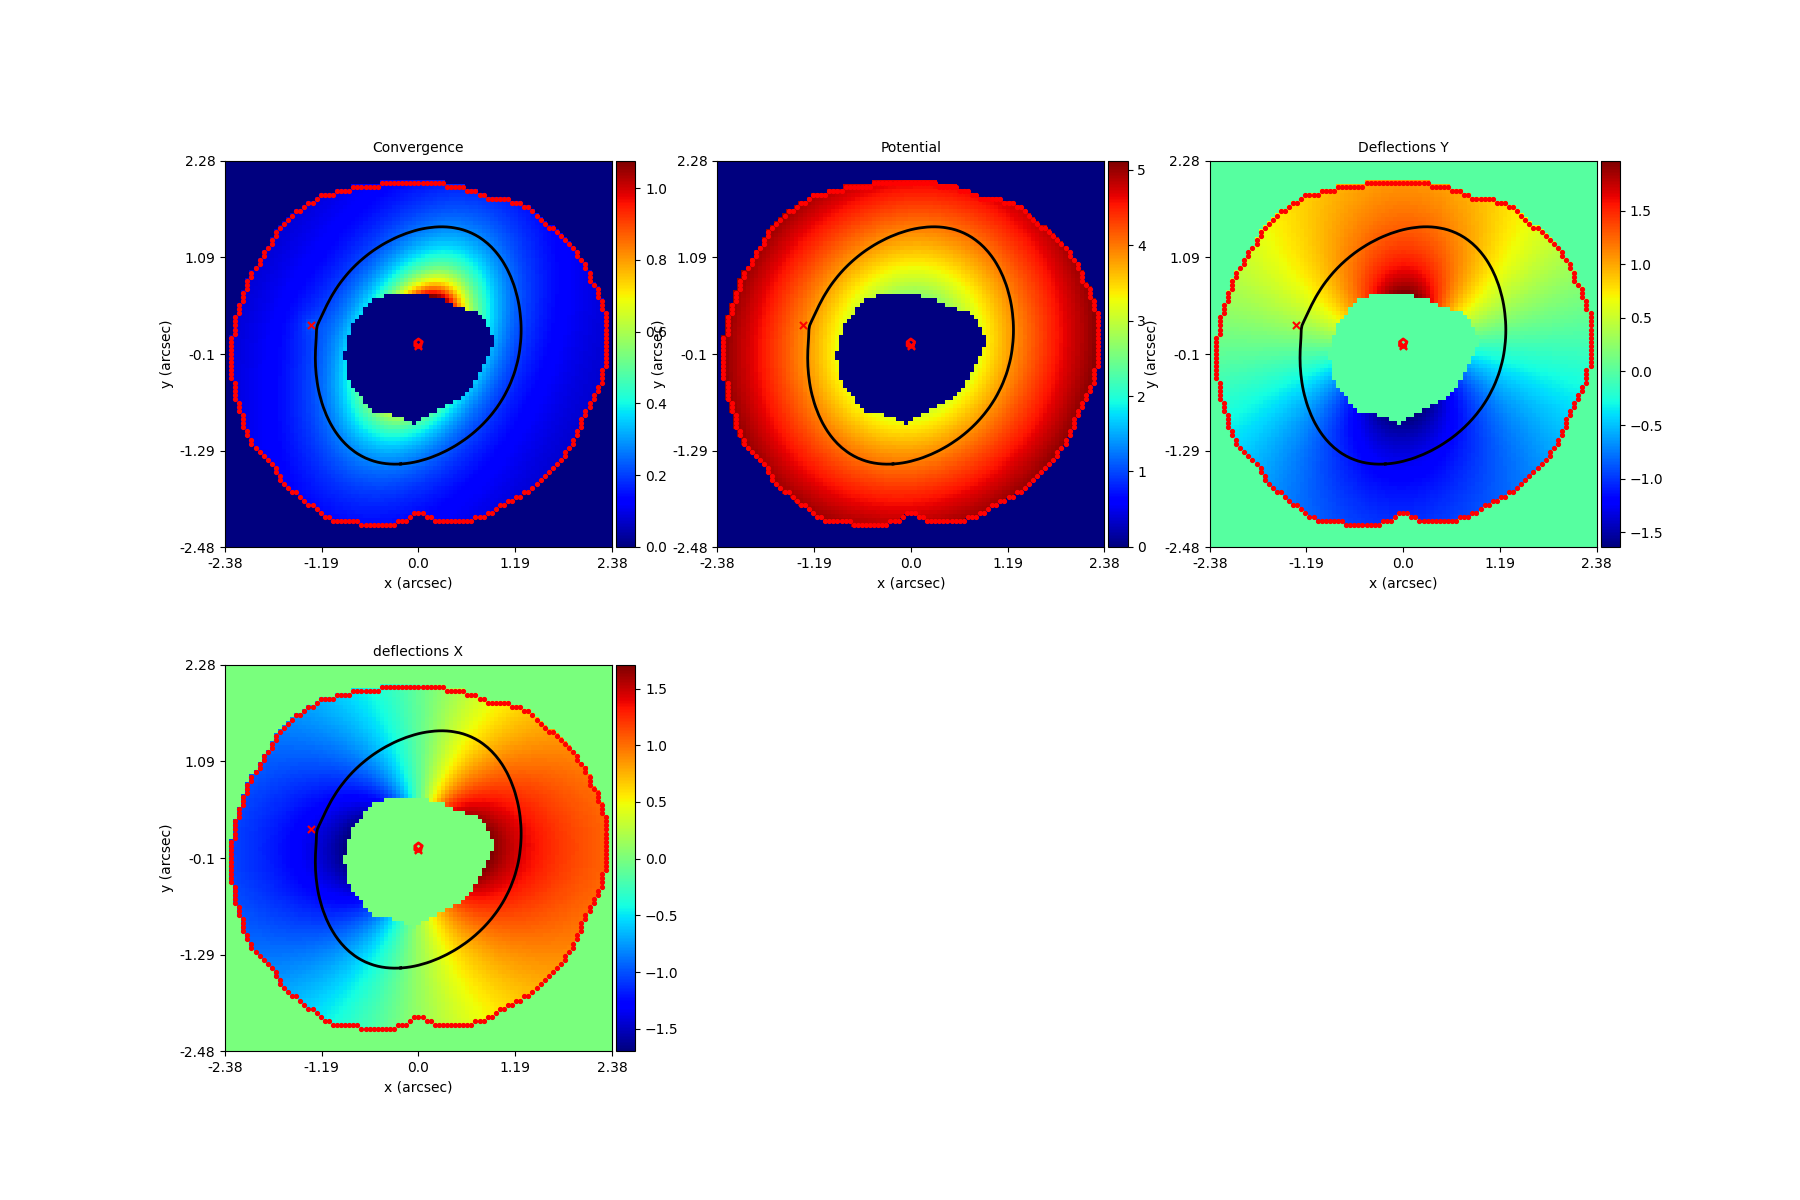 Convergence
2.28
1.09
-0.1
-1.29
-2.48
y (arcsec)
-2.38 -1.19 0.0 1.19 2.38
x (arcsec)
1.0
0.8
0.6
0.4
0.2
0.0
Potential
2.28
1.09
-0.1
-1.29
-2.48
y (arcsec)
-2.38 -1.19 0.0 1.19 2.38
x (arcsec)
5
4
3
2
1
0
Deflections Y
2.28
1.09
-0.1
-1.29
-2.48
y (arcsec)
-2.38 -1.19 0.0 1.19 2.38
x (arcsec)
1.5
1.0
0.5
0.0
−0.5
−1.0
−1.5
deflections X
2.28
1.09
-0.1
-1.29
-2.48
y (arcsec)
-2.38 -1.19 0.0 1.19 2.38
x (arcsec)
1.5
1.0
0.5
0.0
−0.5
−1.0
−1.5